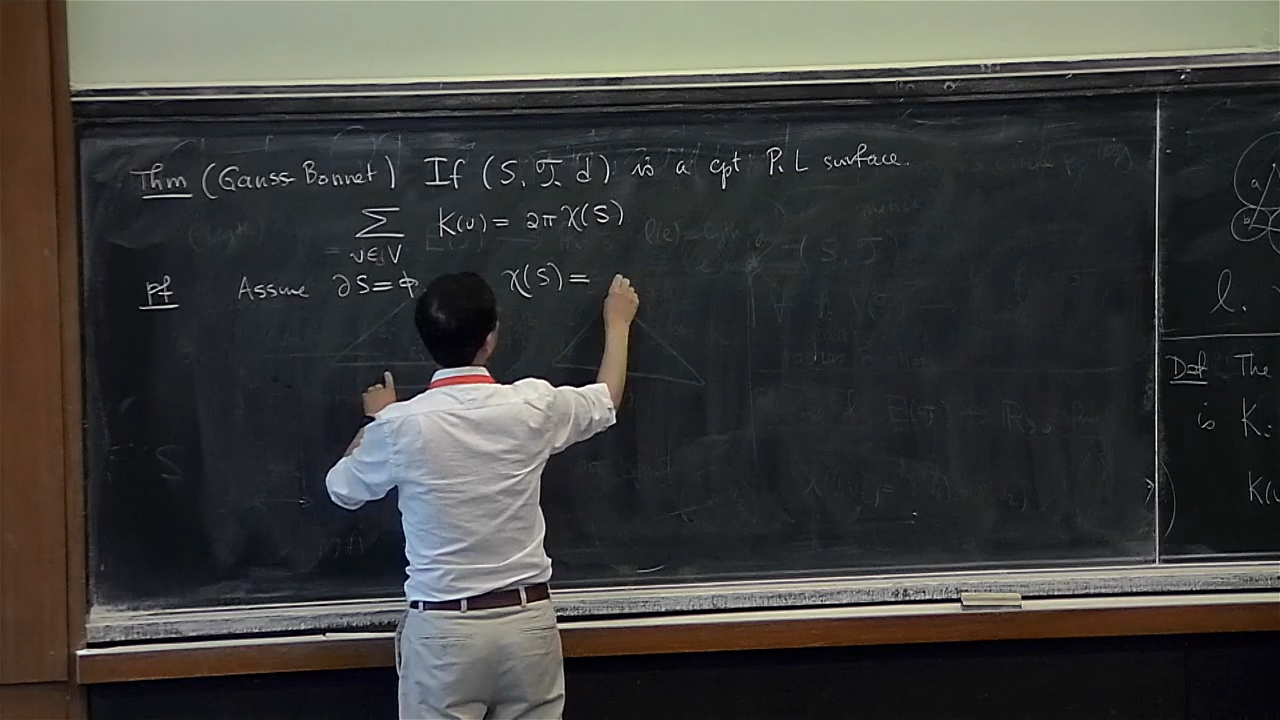 Thm (Gauss-Bonnet) If (S, T, d) is a cpt P.L surface.
∑ K(v) = 2π χ(S)
v∈V
Pf Assume ∂S=ϕ χ(S) =
a
b
l.
Def: The
is K:
K(v